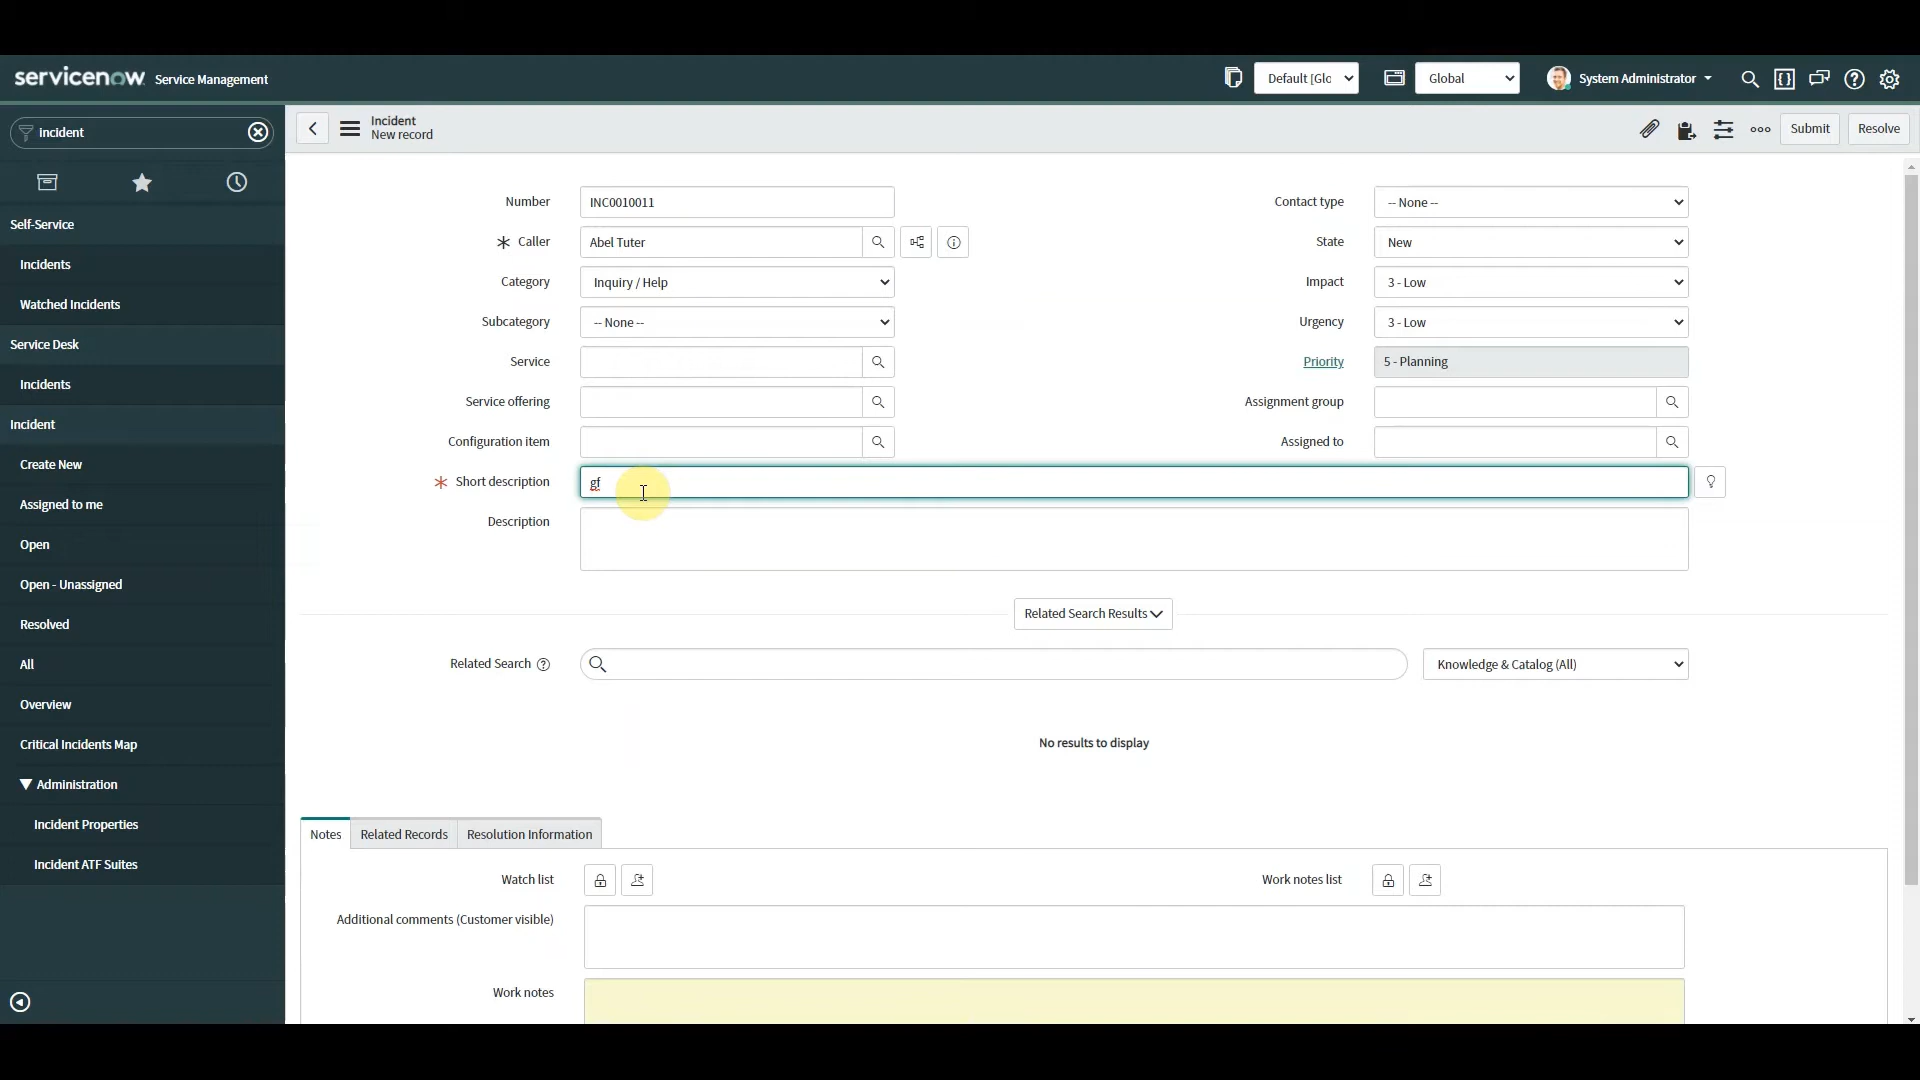 servicenow Service Management
Default [Glc
Global
System Administrator
incident
Incident
New record
Submit
Resolve
Self-Service
Incidents
Watched Incidents
Service Desk
Incidents
Incident
Create New
Assigned to me
Open
Open - Unassigned
Resolved
All
Overview
Critical Incidents Map
Administration
Incident Properties
Incident ATF Suites
Number INC0010011
Caller Abel Tuter
Category Inquiry / Help
Subcategory -- None --
Service
Service offering
Configuration item
Contact type -- None --
State New
Impact 3 - Low
Urgency 3 - Low
Priority 5 - Planning
Assignment group
Assigned to
Short description gf
Description
Related Search Results
Related Search Knowledge & Catalog (All)
No results to display
Notes Related Records Resolution Information
Watch list Work notes list
Additional comments (Customer visible)
Work notes